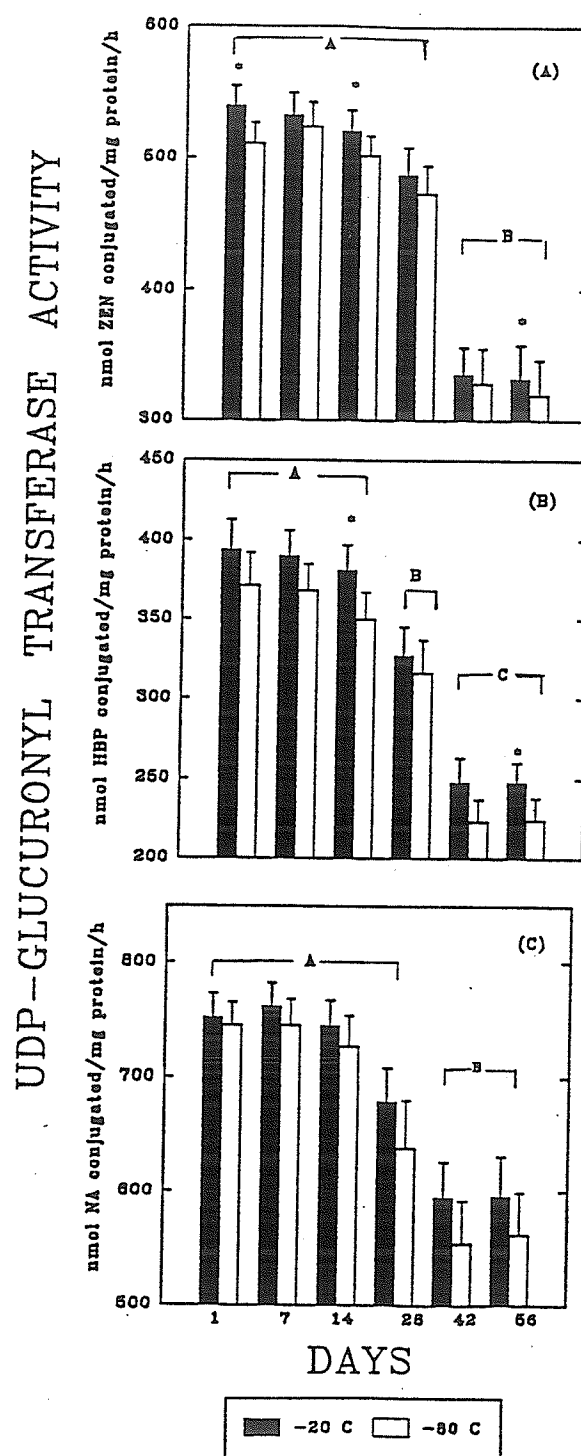 UDP-GLUCURONYL TRANSFERASE ACTIVITY
nmol ZEN conjugated/mg protein/h
600
500
400
300
A
*
*
(A)
B
*
nmol HBP conjugated/mg protein/h
450
400
350
300
250
200
A
*
(B)
B
C
*
nmol NA conjugated/mg protein/h
800
700
600
500
A
(C)
B
1 7 14 28 42 56
DAYS
-20 C -80 C